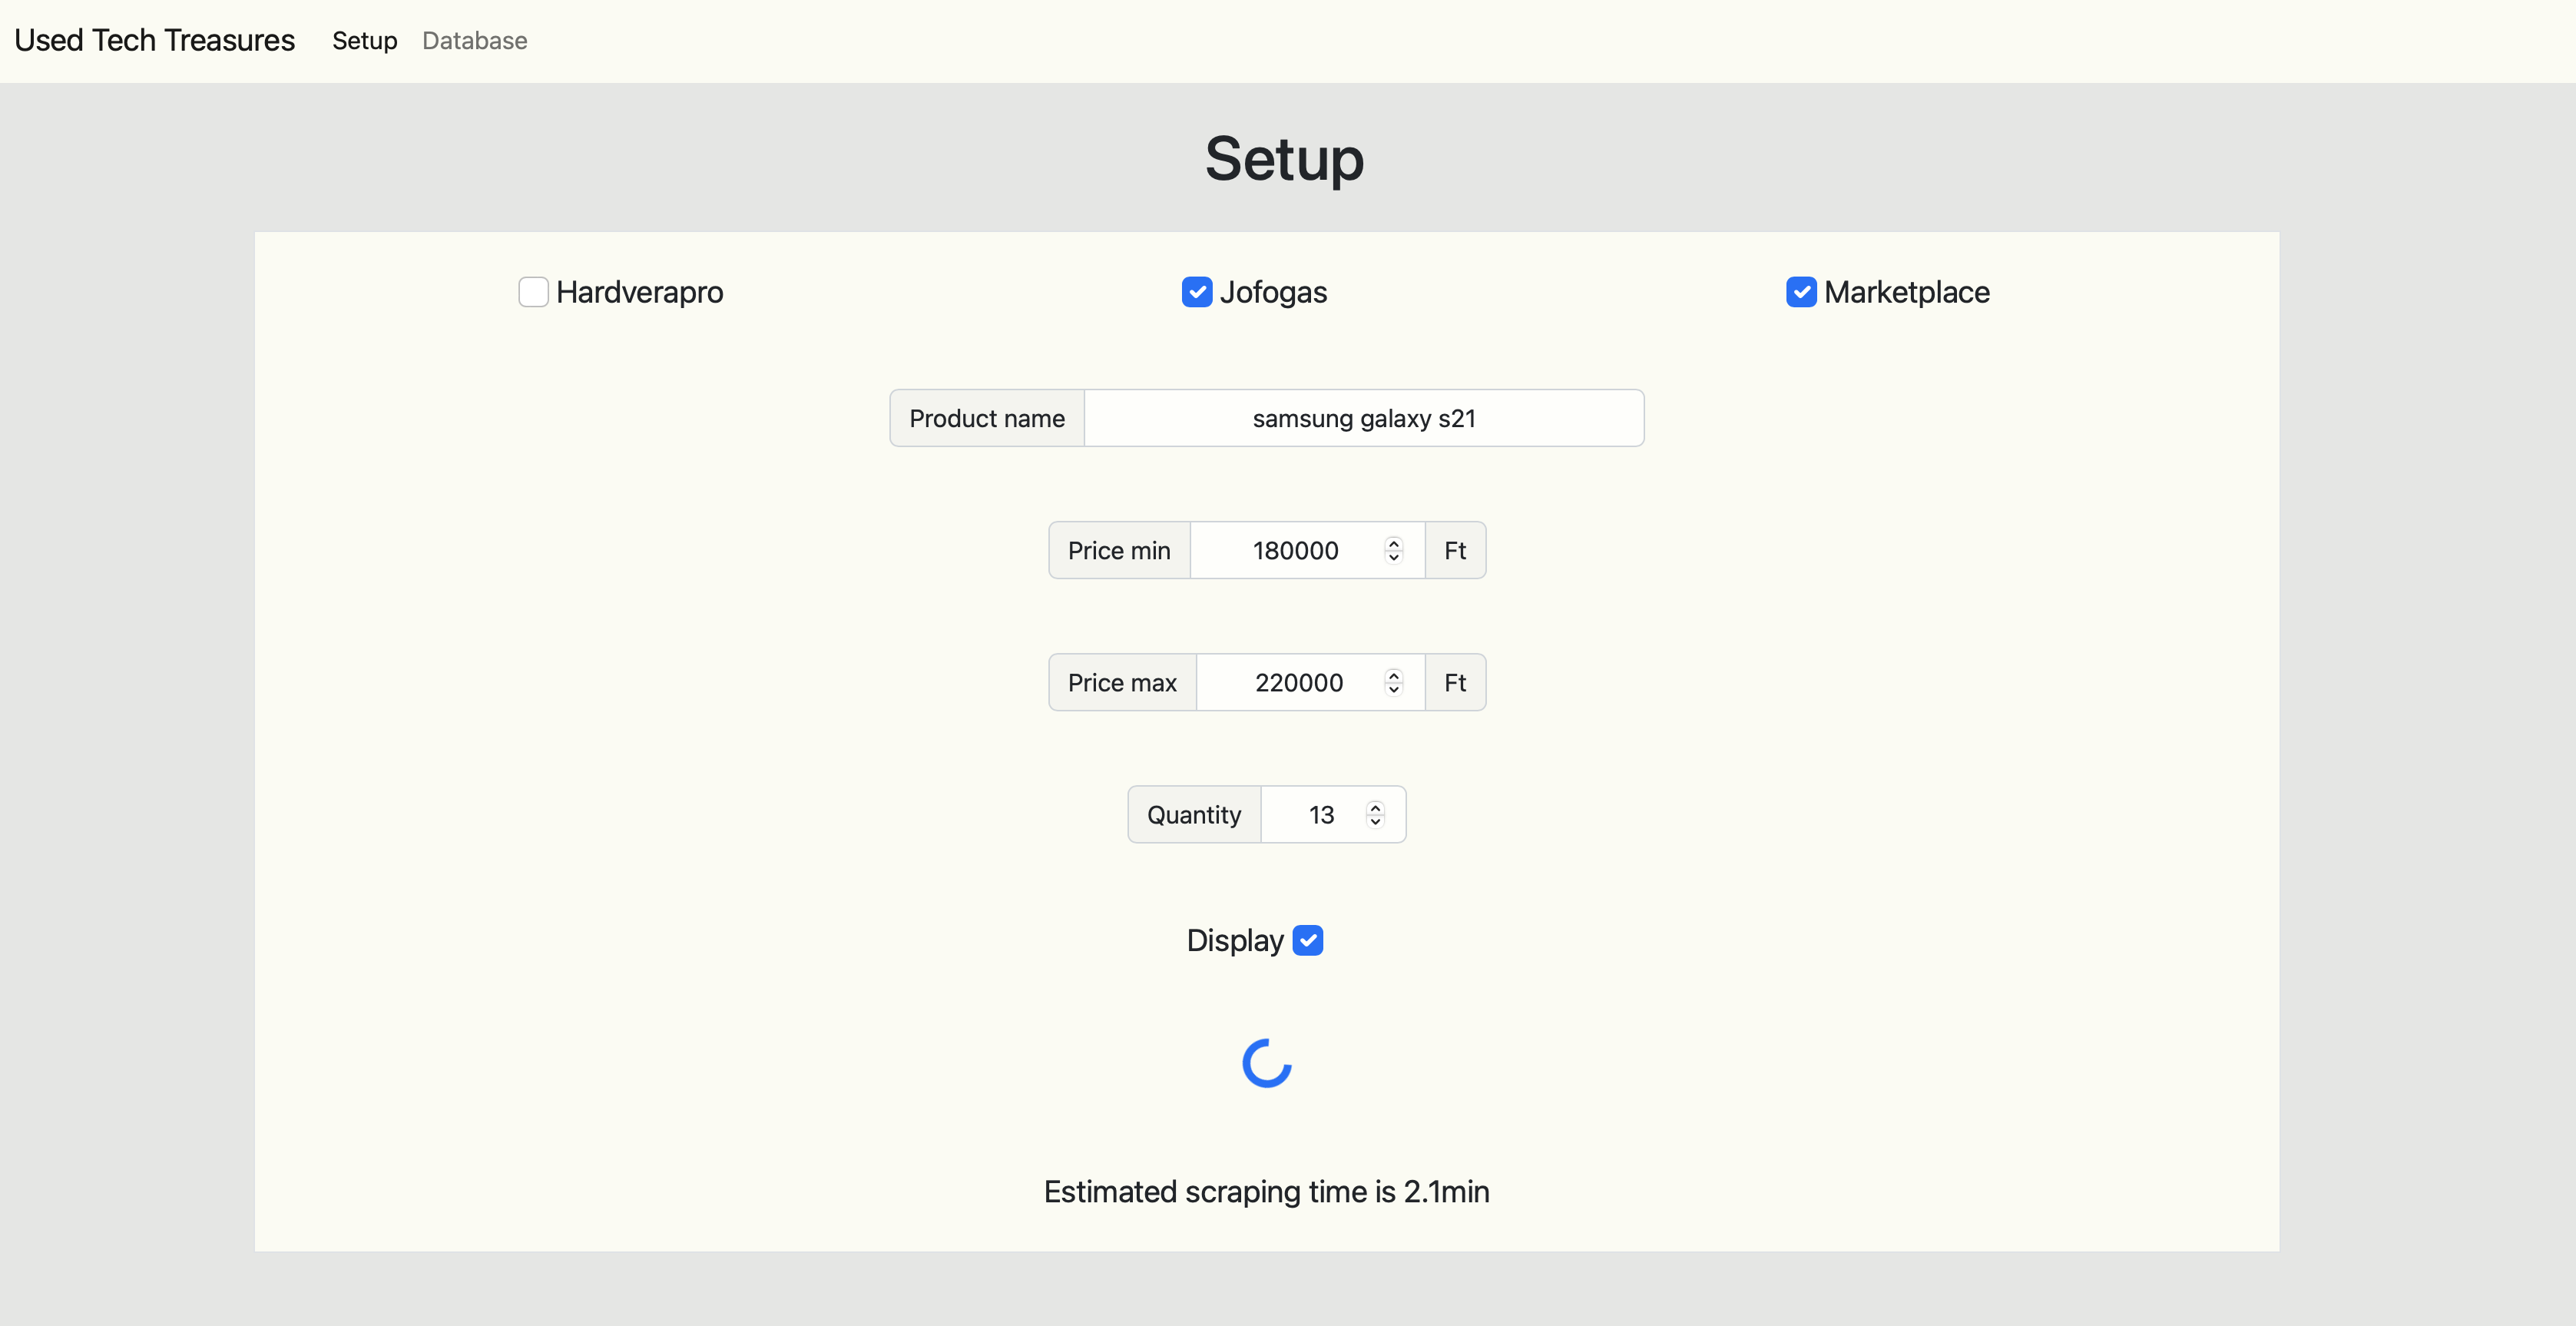 Used Tech Treasures Setup Database
Setup
Hardverapro Jofogas Marketplace
Product name samsung galaxy s21
Price min 180000 Ft
Price max 220000 Ft
Quantity 13
Display
Estimated scraping time is 2.1min